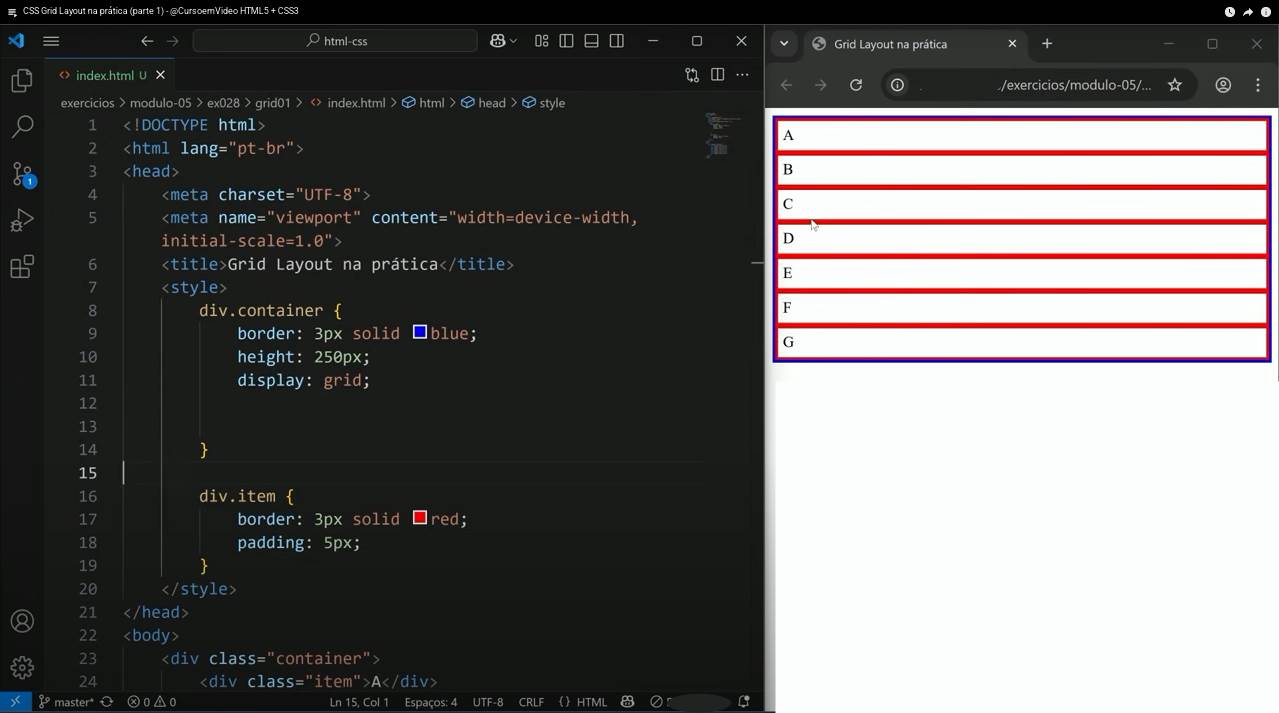 CSS Grid Layout na prática (parte 1) - @CursoemVideo HTML5 + CSS3
html-css
index.html U
exercicios > modulo-05 > ex028 > grid01 > index.html > html > head > style
1 <!DOCTYPE html>
2 <html lang="pt-br">
3 <head>
4 <meta charset="UTF-8">
5 <meta name="viewport" content="width=device-width,
initial-scale=1.0">
6 <title>Grid Layout na prática</title>
7 <style>
8 div.container {
9 border: 3px solid blue;
10 height: 250px;
11 display: grid;
12
13
14 }
15
16 div.item {
17 border: 3px solid red;
18 padding: 5px;
19 }
20 </style>
21 </head>
22 <body>
23 <div class="container">
24 <div class="item">A</div>
1
master* 0 0 Ln 15, Col 1 Espaços: 4 UTF-8 CRLF {} HTML
Grid Layout na prática
./exercicios/modulo-05/...
A
B
C
D
E
F
G